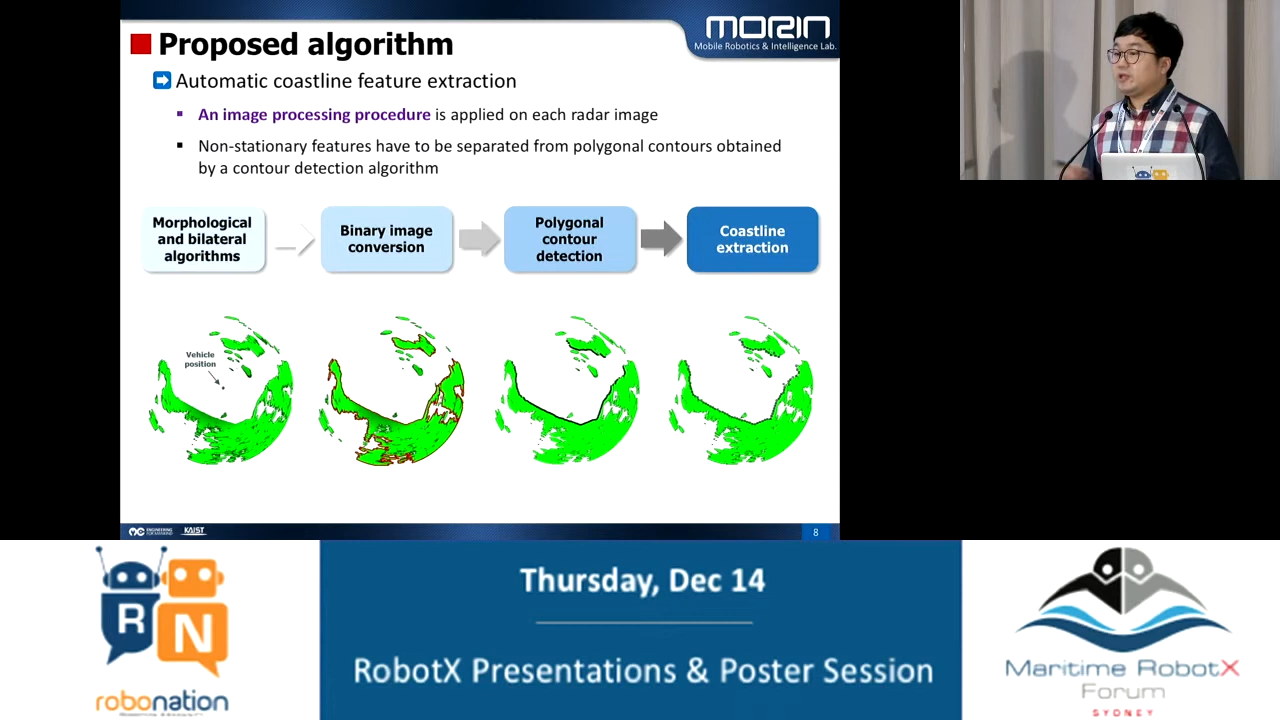 MORIN
Mobile Robotics & Intelligence Lab.
Proposed algorithm
Automatic coastline feature extraction
An image processing procedure is applied on each radar image
Non-stationary features have to be separated from polygonal contours obtained
by a contour detection algorithm
Morphological
and bilateral
algorithms
Binary image
conversion
Polygonal
contour
detection
Coastline
extraction
Vehicle
position
KAIST
8
RN
robonation
Thursday, Dec 14
RobotX Presentations & Poster Session
Maritime RobotX
Forum
SYDNEY